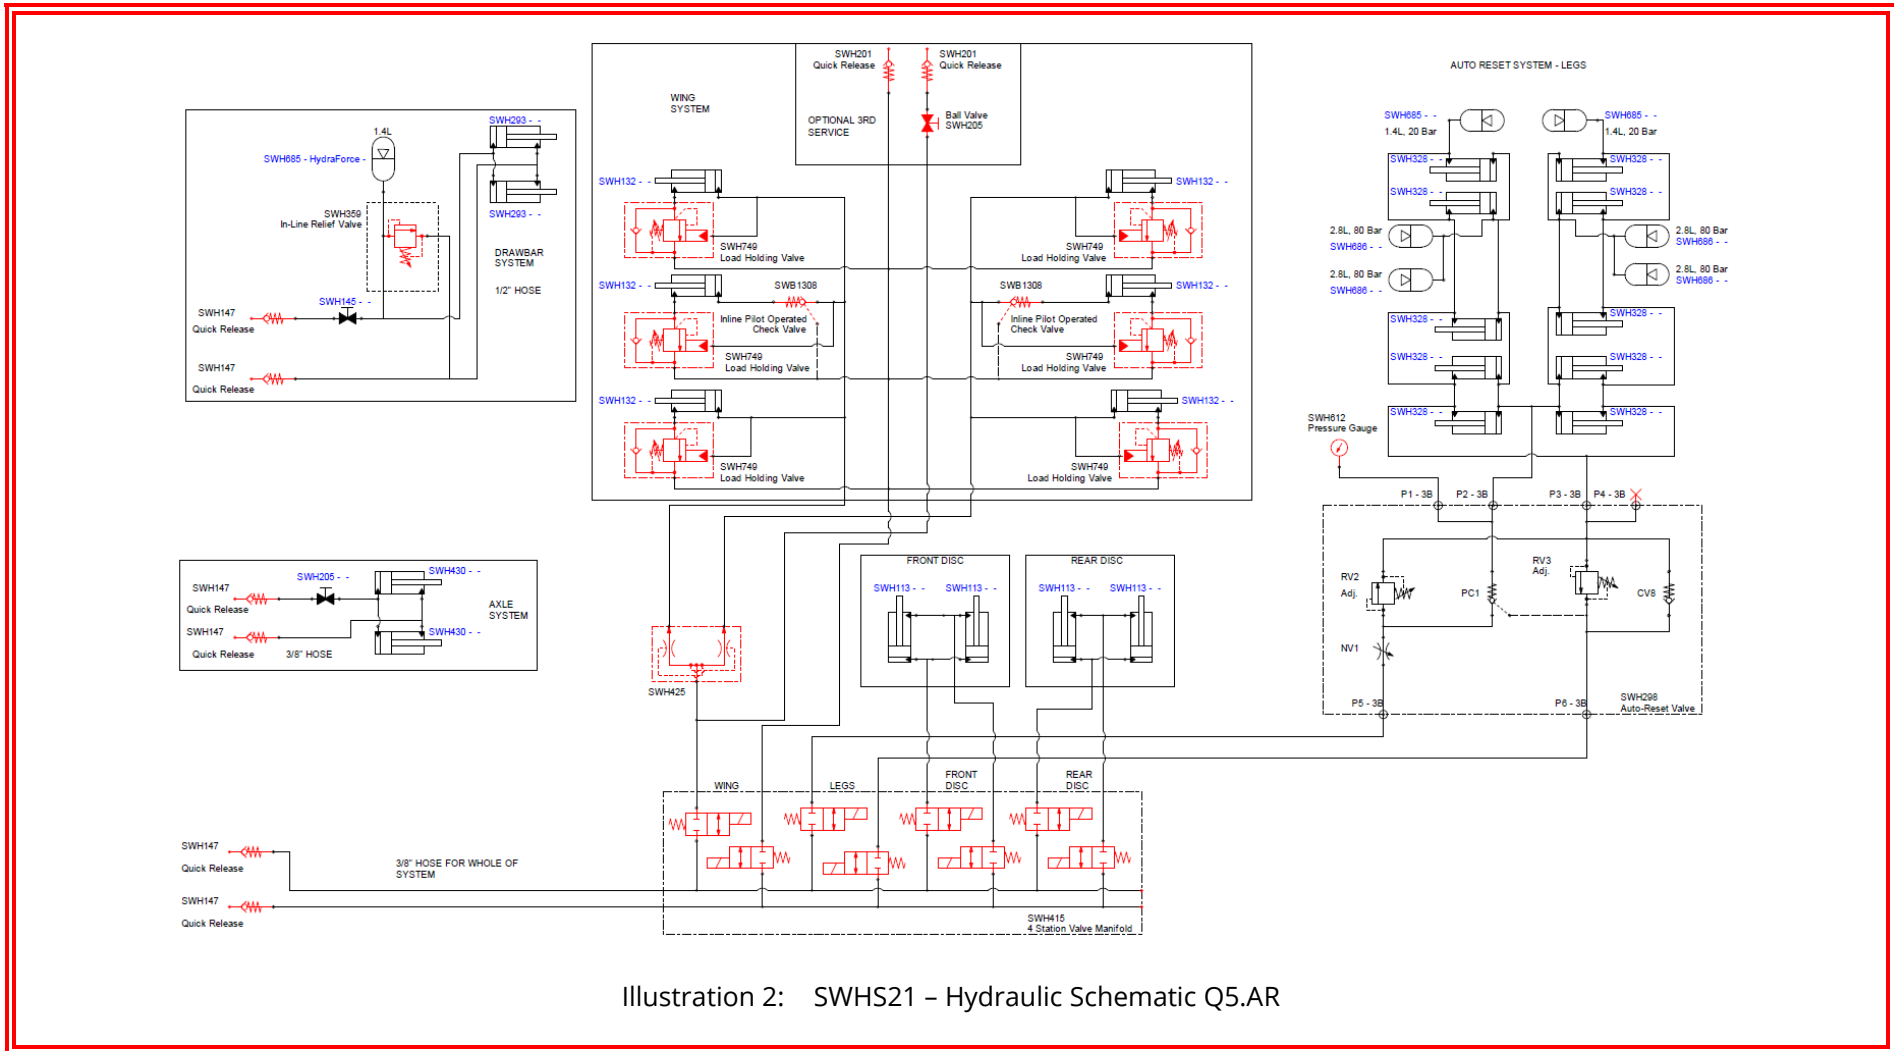 1.4L
SWH293 - -
SWH685 - HydraForce -
SWH359
In-Line Relief Valve
SWH293 - -
DRAWBAR
SYSTEM
1/2" HOSE
SWH145 - -
SWH147
Quick Release
SWH147
Quick Release
SWH201
Quick Release
SWH201
Quick Release
WING
SYSTEM
OPTIONAL 3RD
SERVICE
Ball Valve
SWH205
SWH132 - -
SWH132 - -
SWH749
Load Holding Valve
SWH749
Load Holding Valve
SWH132 - -
SWB1308
SWB1308
SWH132 - -
Inline Pilot Operated
Check Valve
Inline Pilot Operated
Check Valve
SWH749
Load Holding Valve
SWH749
Load Holding Valve
SWH132 - -
SWH132 - -
SWH749
Load Holding Valve
SWH749
Load Holding Valve
AUTO RESET SYSTEM - LEGS
SWH685 - -
1.4L, 20 Bar
SWH685 - -
1.4L, 20 Bar
SWH328 - -
SWH328 - -
SWH328 - -
SWH328 - -
2.8L, 80 Bar
SWH686 - -
2.8L, 80 Bar
SWH686 - -
2.8L, 80 Bar
SWH686 - -
2.8L, 80 Bar
SWH686 - -
SWH328 - -
SWH328 - -
SWH328 - -
SWH328 - -
SWH328 - -
SWH328 - -
SWH612
Pressure Gauge
P1 - 3B
P2 - 3B
P3 - 3B
P4 - 3B
RV2
Adj.
PC1
RV3
Adj.
CV8
NV1
P5 - 3B
P6 - 3B
SWH298
Auto-Reset Valve
SWH147
Quick Release
SWH205 - -
SWH430 - -
AXLE
SYSTEM
SWH147
Quick Release
3/8" HOSE
SWH430 - -
SWH425
FRONT DISC
SWH113 - -
SWH113 - -
REAR DISC
SWH113 - -
SWH113 - -
WING
LEGS
FRONT
DISC
REAR
DISC
SWH147
Quick Release
3/8" HOSE FOR WHOLE OF
SYSTEM
SWH147
Quick Release
SWH415
4 Station Valve Manifold
Illustration 2: SWHS21 – Hydraulic Schematic Q5.AR